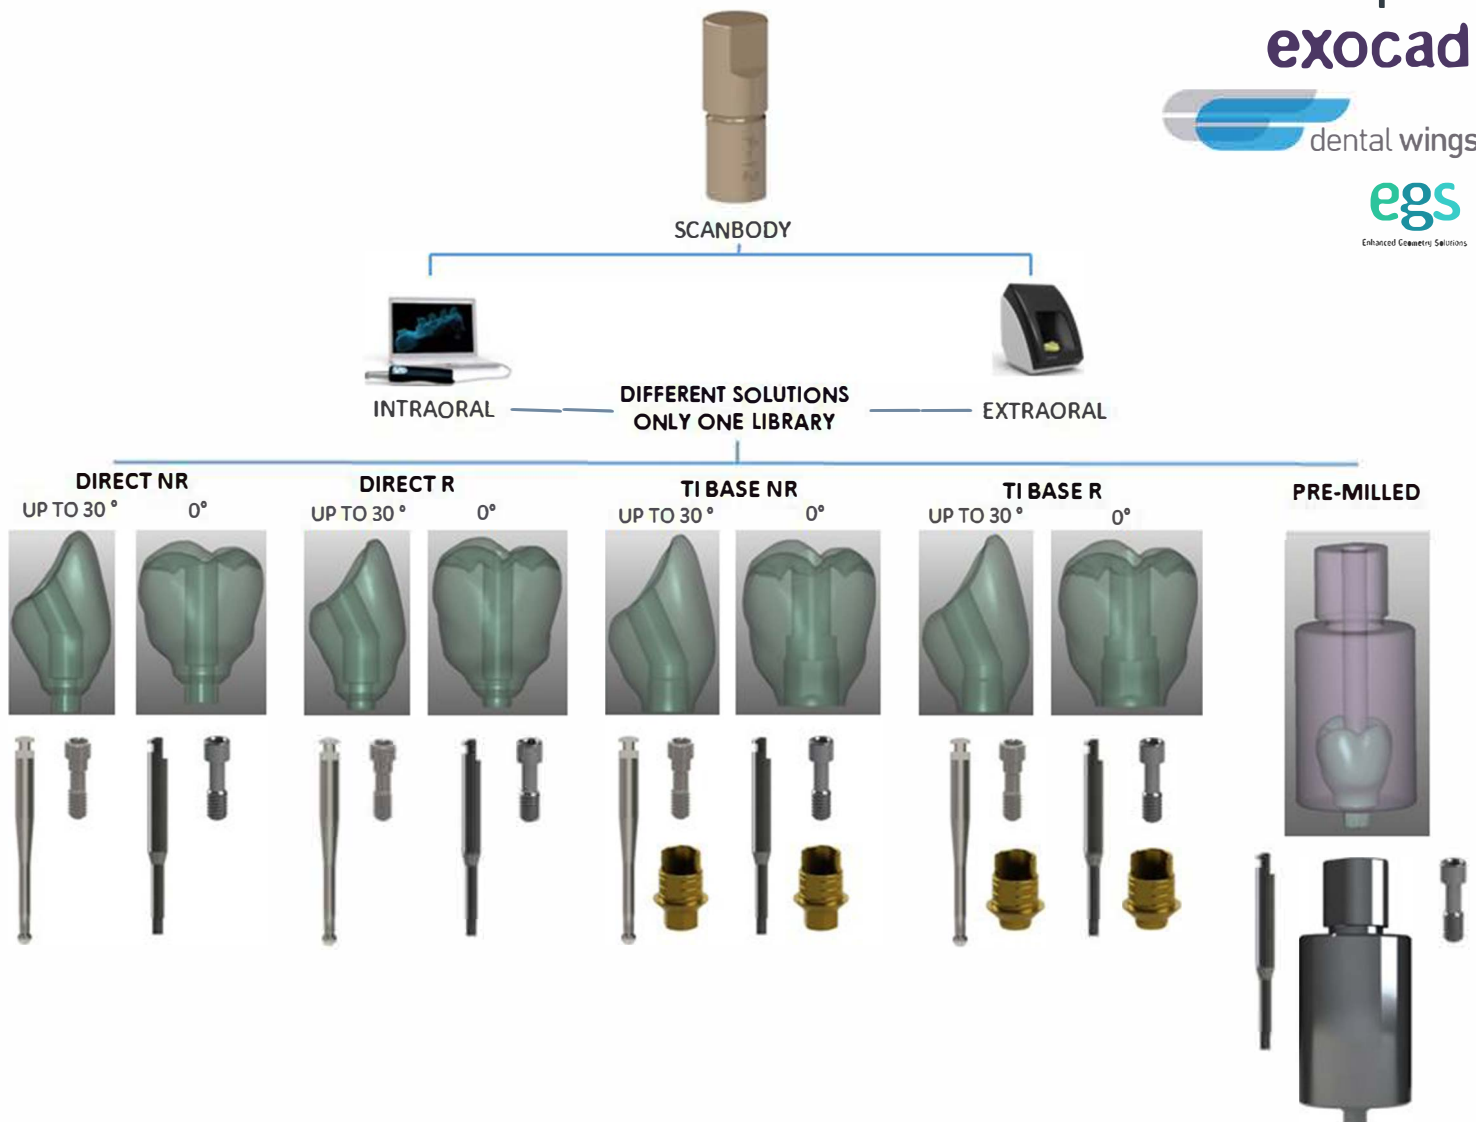 exocad
dental wings
egs
Enhanced Geometry Solutions
SCANBODY
INTRAORAL
DIFFERENT SOLUTIONS
ONLY ONE LIBRARY
EXTRAORAL
DIRECT NR
UP TO 30 °
0°
DIRECT R
UP TO 30 °
0°
TI BASE NR
UP TO 30 °
0°
TI BASE R
UP TO 30 °
0°
PRE-MILLED